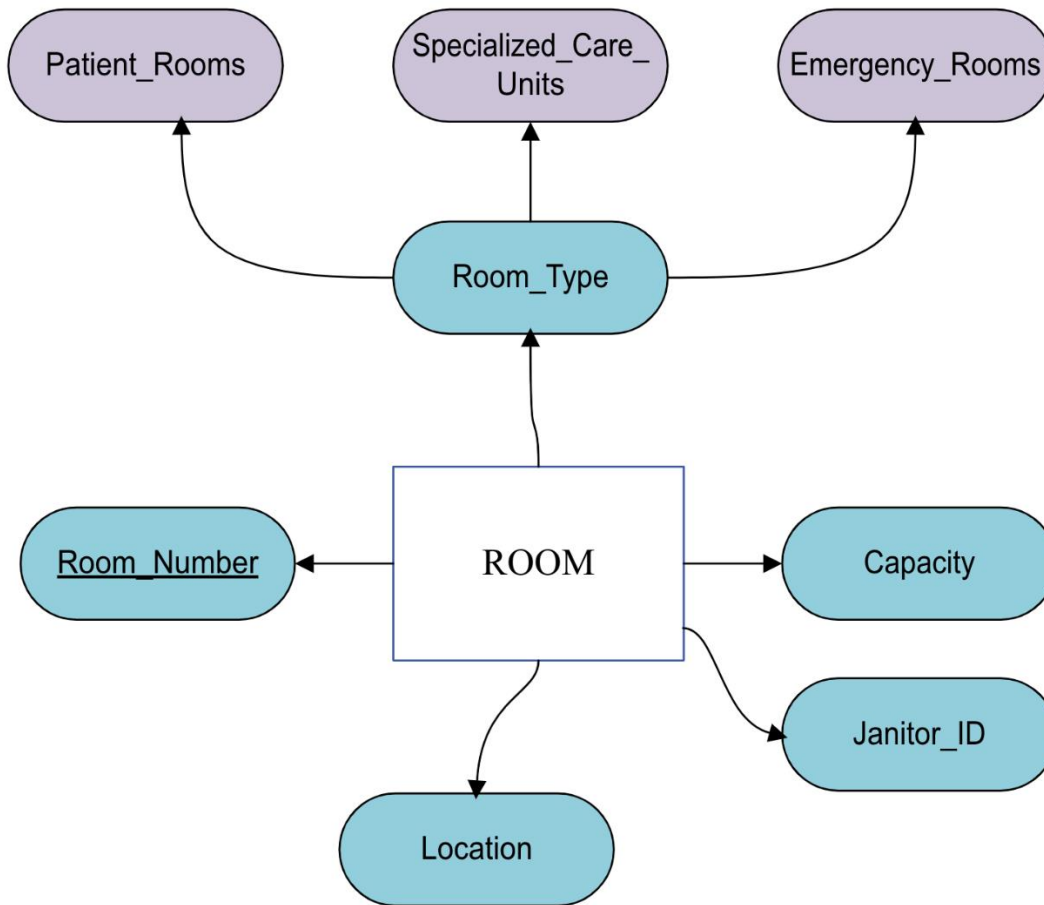 Patient_Rooms
Specialized_Care_
Units
Emergency_Rooms
Room_Type
Room_Number
ROOM
Capacity
Janitor_ID
Location